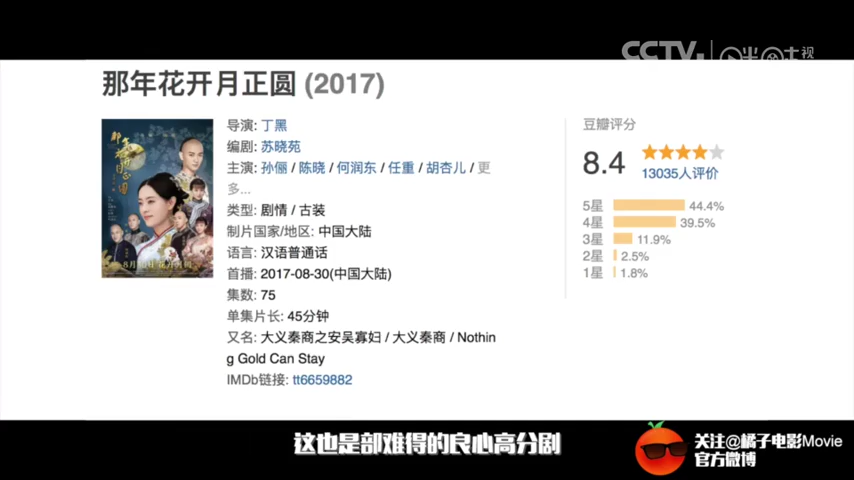 CCTV
那年花开月正圆 (2017)
导演: 丁黑
编剧: 苏晓苑
主演: 孙俪 / 陈晓 / 何润东 / 任重 / 胡杏儿 / 更
多...
类型: 剧情 / 古装
制片国家/地区: 中国大陆
语言: 汉语普通话
首播: 2017-08-30(中国大陆)
集数: 75
单集片长: 45分钟
又名: 大义秦商之安吴寡妇 / 大义秦商 / Nothin
g Gold Can Stay
IMDb链接: tt6659882
豆瓣评分
8.4
13035人评价
5星 44.4%
4星 39.5%
3星 11.9%
2星 2.5%
1星 1.8%
这也是部难得的良心高分剧
关注@橘子电影Movie
官方微博